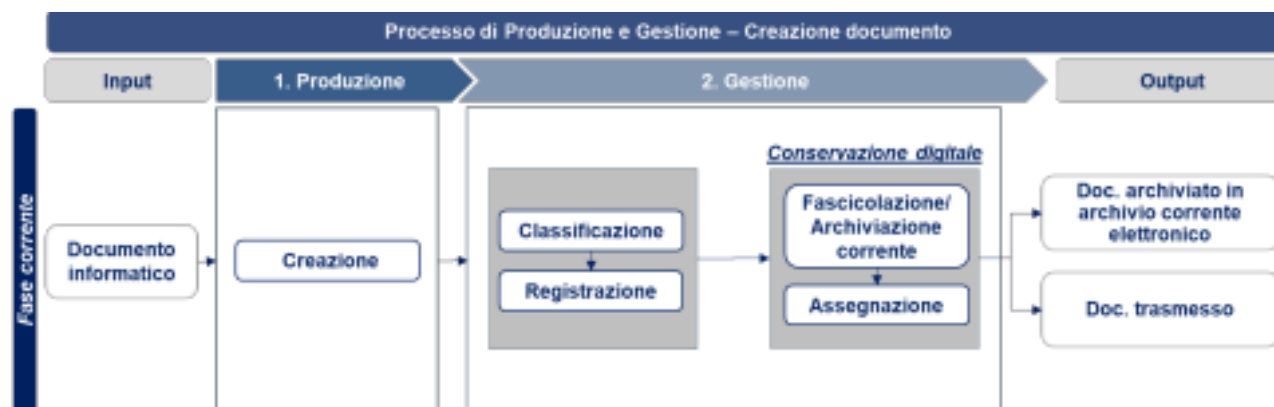 Processo di Produzione e Gestione – Creazione documento
Input
1. Produzione
2. Gestione
Output
Fase corrente
Documento
informatico
Creazione
Classificazione
Registrazione
Conservazione digitale
Fascicolazione/
Archiviazione
corrente
Assegnazione
Doc. archiviato in
archivio corrente
elettronico
Doc. trasmesso